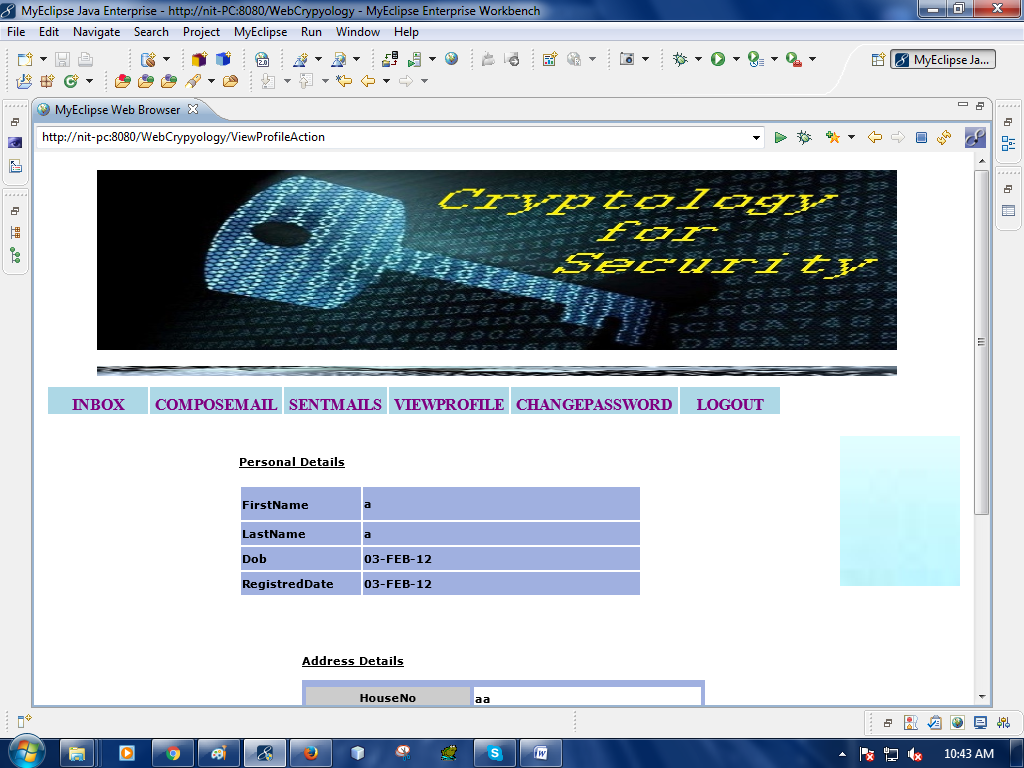 MyEclipse Java Enterprise - http://nit-PC:8080/WebCrypyology - MyEclipse Enterprise Workbench
File Edit Navigate Search Project MyEclipse Run Window Help
2.0
MyEclipse Ja...
MyEclipse Web Browser
http://nit-pc:8080/WebCrypyology/ViewProfileAction
Cryptology
for
Security
INBOX COMPOSEMAIL SENTMAILS VIEWPROFILE CHANGEPASSWORD LOGOUT
Personal Details
FirstName a
LastName a
Dob 03-FEB-12
RegistredDate 03-FEB-12
Address Details
HouseNo aa
10:43 AM